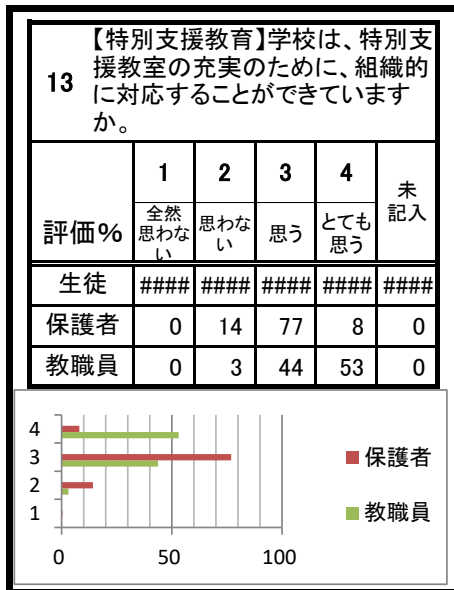 13 【特別支援教育】学校は、特別支
援教室の充実のために、組織的
に対応することができています
か。
評価% 1 2 3 4 未記入
全然思わない 思わない 思う とても思う
生徒 #### #### #### #### ####
保護者 0 14 77 8 0
教職員 0 3 44 53 0
4
3
2
1
0 50 100
保護者
教職員